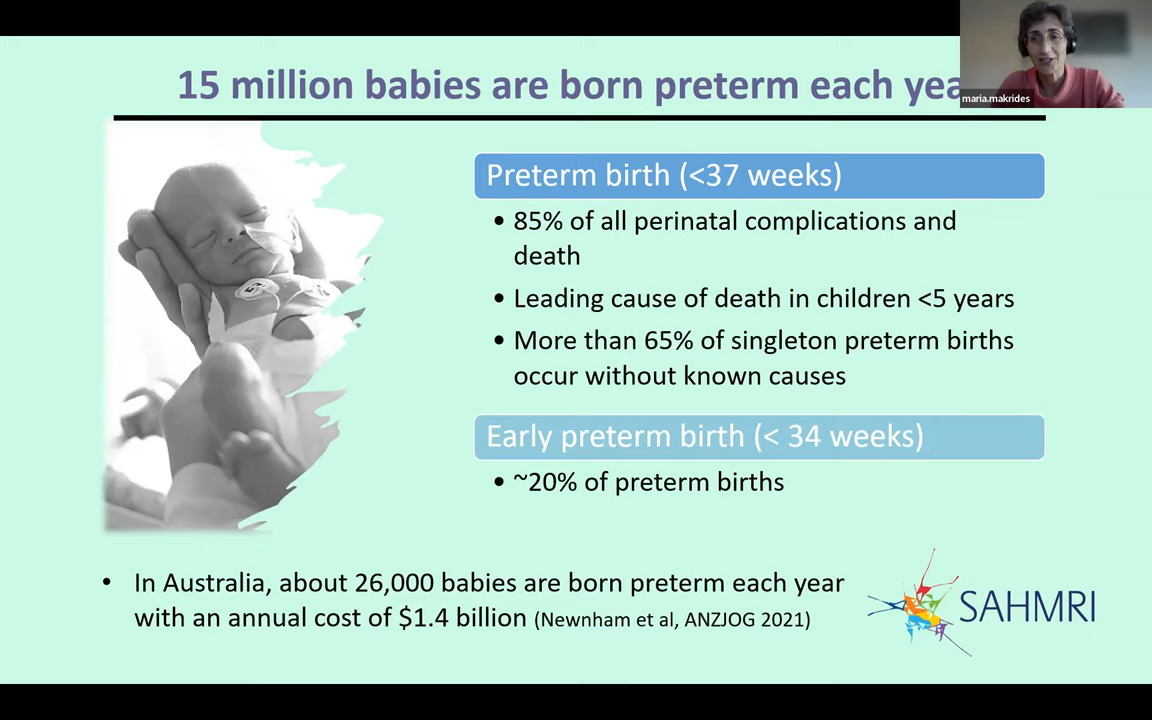 15 million babies are born preterm each yea
maria.makrides
Preterm birth (<37 weeks)
• 85% of all perinatal complications and
death
• Leading cause of death in children <5 years
• More than 65% of singleton preterm births
occur without known causes
Early preterm birth (< 34 weeks)
• ~20% of preterm births
• In Australia, about 26,000 babies are born preterm each year
with an annual cost of $1.4 billion (Newnham et al, ANZJOG 2021)
SAHMRI